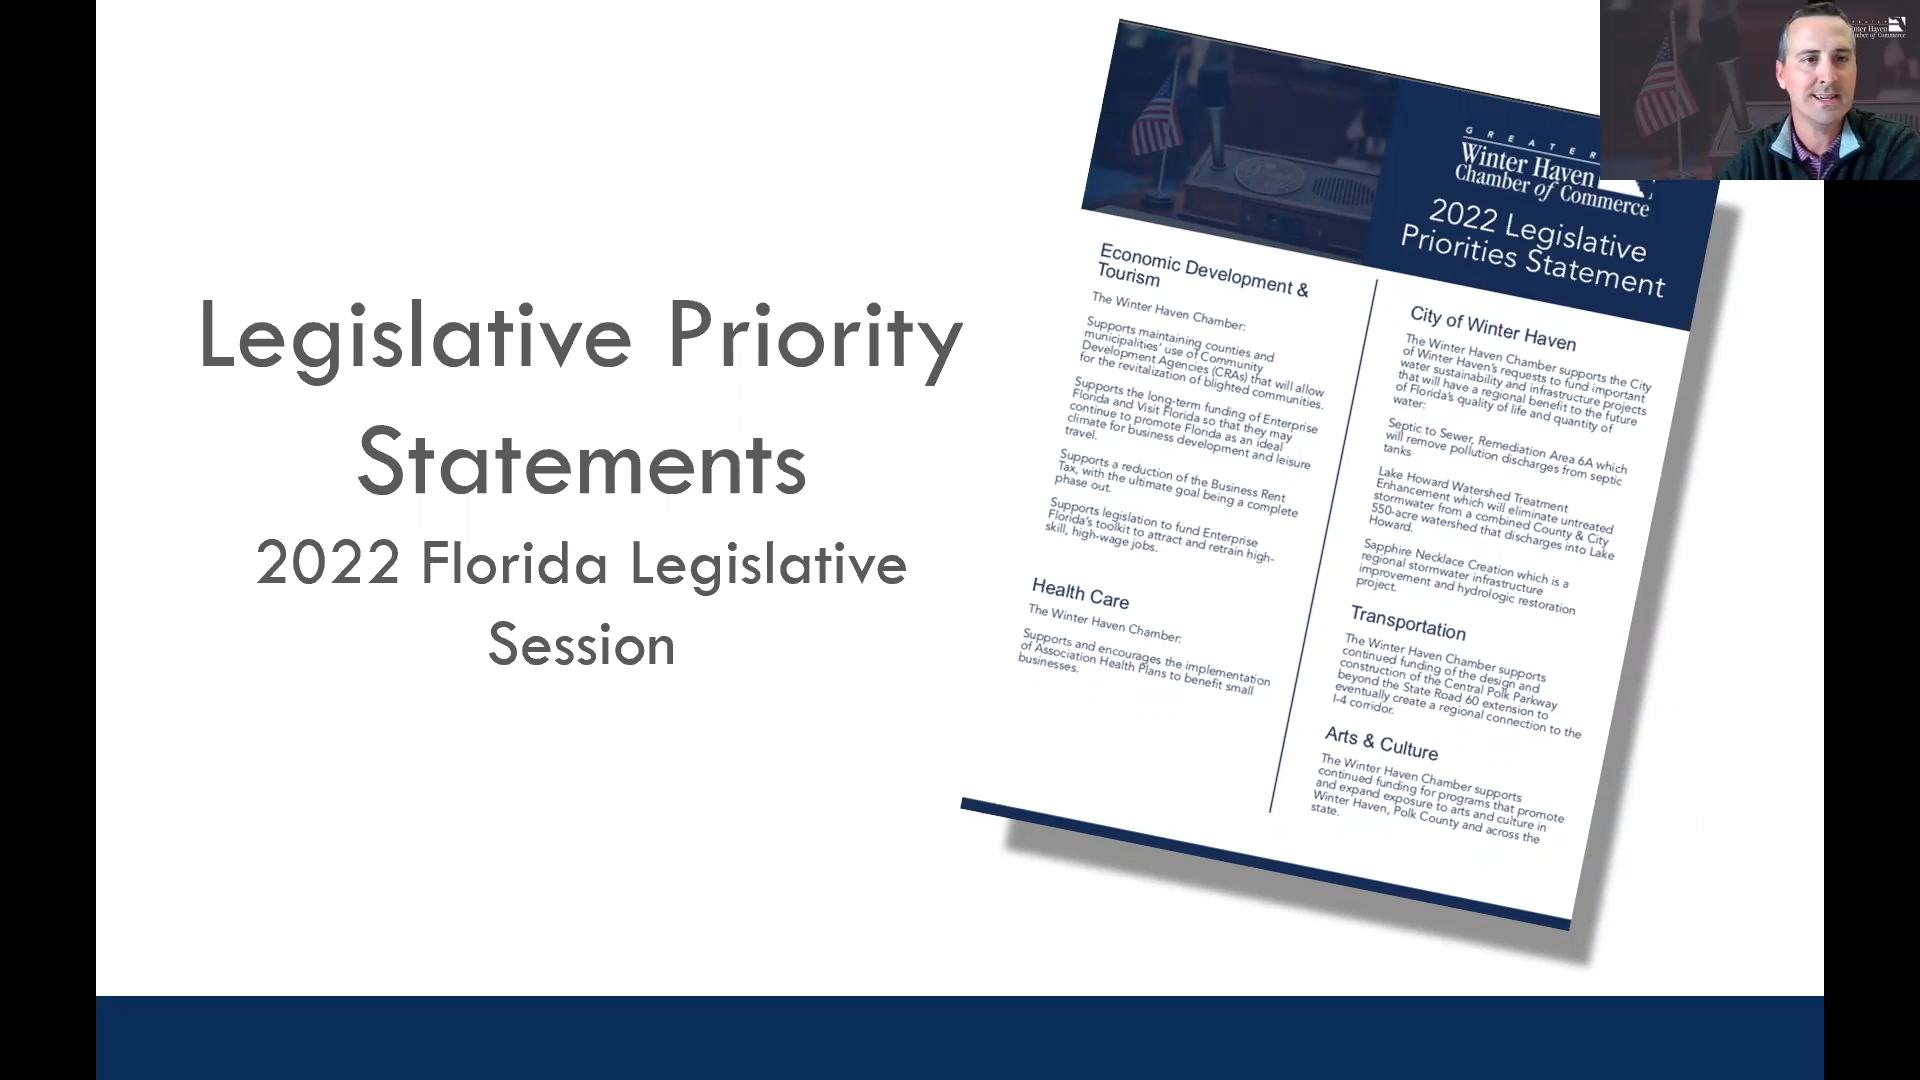 Legislative Priority
Statements
2022 Florida Legislative
Session
GREATER
Winter Haven
Chamber of Commerce
2022 Legislative
Priorities Statement
Economic Development &
Tourism
The Winter Haven Chamber:
Supports maintaining counties and
municipalities' use of Community
Development Agencies (CRAs) that will allow
for the revitalization of blighted communities.
Supports the long-term funding of Enterprise
Florida and Visit Florida so that they may
continue to promote Florida as an ideal
climate for business development and leisure
travel.
Supports a reduction of the Business Rent
Tax, with the ultimate goal being a complete
phase out.
Supports legislation to fund Enterprise
Florida's toolkit to attract and retrain high-
skill, high-wage jobs.
Health Care
The Winter Haven Chamber:
Supports and encourages the implementation
of Association Health Plans to benefit small
businesses.
City of Winter Haven
The Winter Haven Chamber supports the City
of Winter Haven's requests to fund important
water sustainability and infrastructure projects
that will have a regional benefit to the future
of Florida's quality of life and quantity of
water:
Septic to Sewer, Remediation Area 6A which
will remove pollution discharges from septic
tanks
Lake Howard Watershed Treatment
Enhancement which will eliminate untreated
stormwater from a combined County & City
550-acre watershed that discharges into Lake
Howard.
Sapphire Necklace Creation which is a
regional stormwater infrastructure
improvement and hydrologic restoration
project.
Transportation
The Winter Haven Chamber supports
continued funding of the design and
construction of the Central Polk Parkway
beyond the State Road 60 extension to
eventually create a regional connection to the
I-4 corridor.
Arts & Culture
The Winter Haven Chamber supports
continued funding for programs that promote
and expand exposure to arts and culture in
Winter Haven, Polk County and across the
state.
Haven
of Commerce